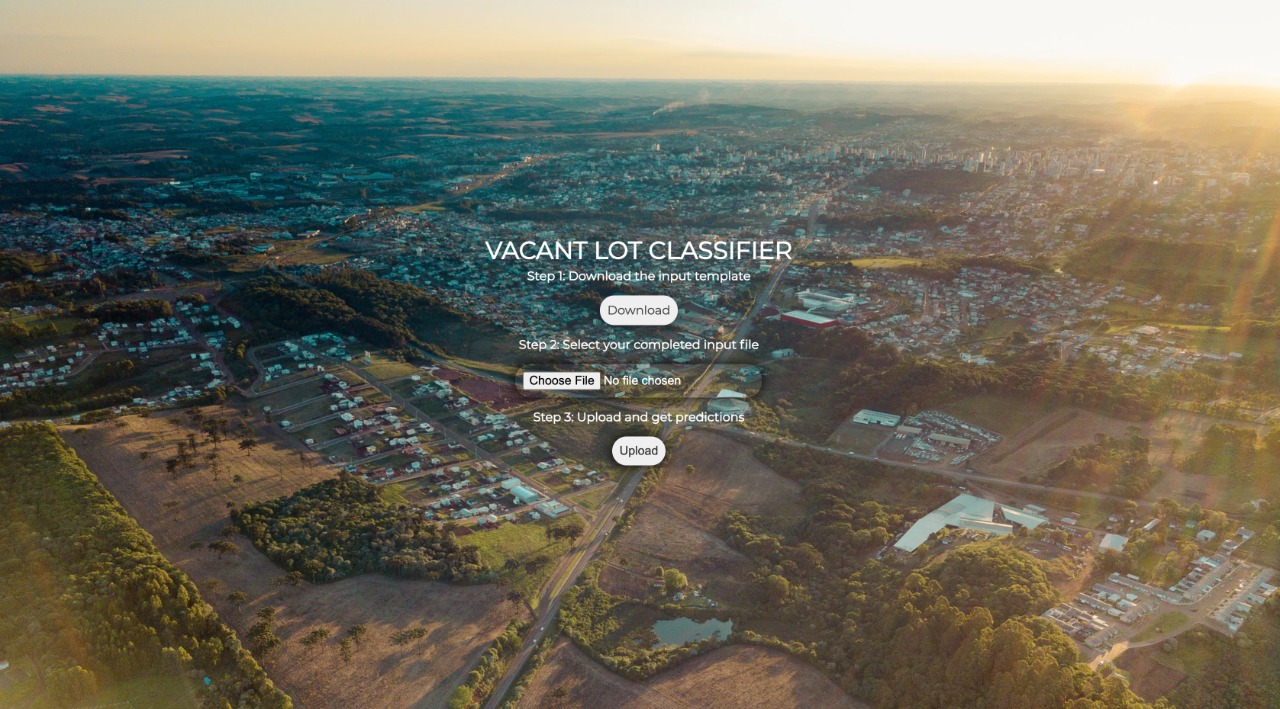 VACANT LOT CLASSIFIER
Step 1: Download the input template
Download
Step 2: Select your completed input file
Choose File No file chosen
Step 3: Upload and get predictions
Upload